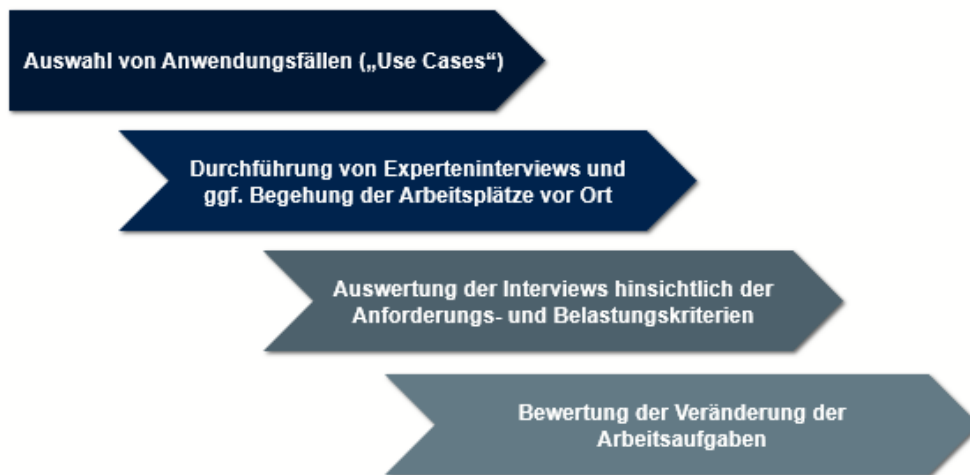 Auswahl von Anwendungsfällen („Use Cases“)
Durchführung von Experteninterviews und
ggf. Begehung der Arbeitsplätze vor Ort
Auswertung der Interviews hinsichtlich der
Anforderungs- und Belastungskriterien
Bewertung der Veränderung der
Arbeitsaufgaben